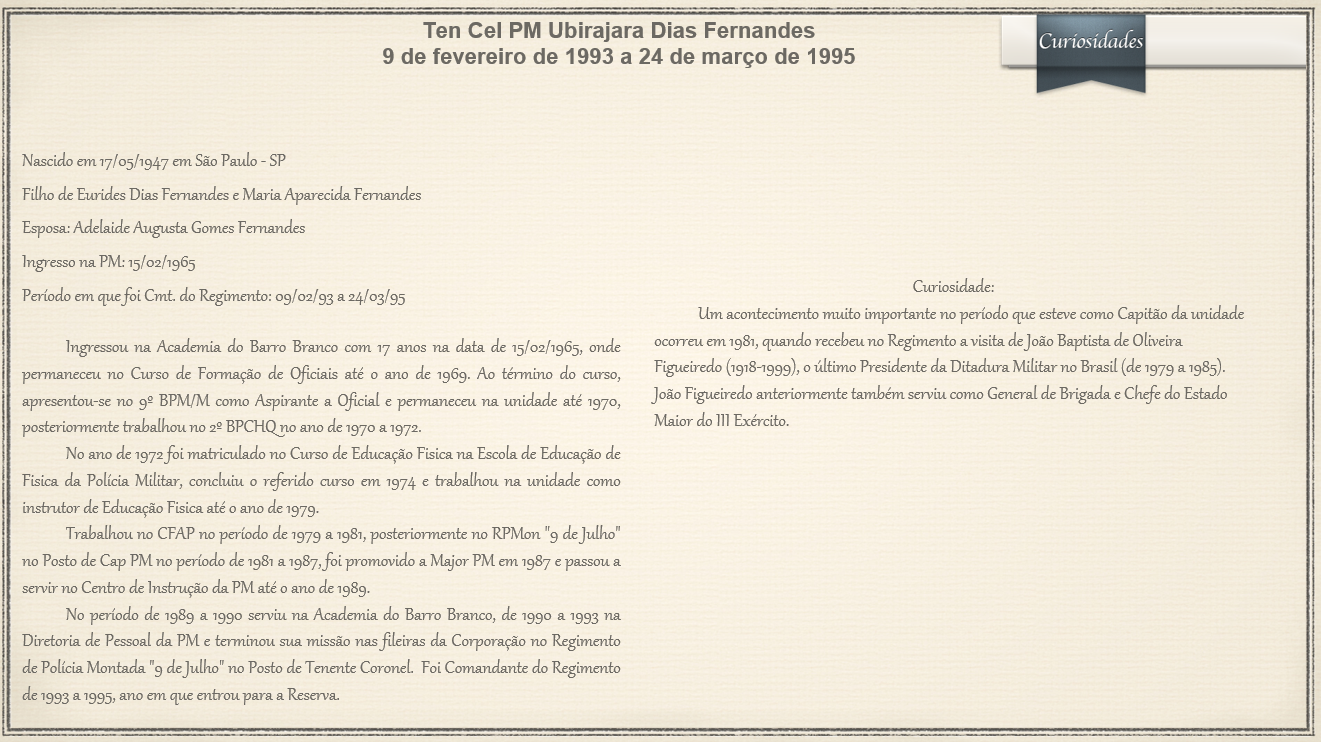 Ten Cel PM Ubirajara Dias Fernandes
9 de fevereiro de 1993 a 24 de março de 1995
Curiosidades
Nascido em 17/05/1947 em São Paulo - SP
Filho de Eurides Dias Fernandes e Maria Aparecida Fernandes
Esposa: Adelaide Augusta Gomes Fernandes
Ingresso na PM: 15/02/1965
Período em que foi Cmt. do Regimento: 09/02/93 a 24/03/95
Ingressou na Academia do Barro Branco com 17 anos na data de 15/02/1965, onde
permaneceu no Curso de Formação de Oficiais até o ano de 1969. Ao término do curso,
apresentou-se no 9º BPM/M como Aspirante a Oficial e permaneceu na unidade até 1970,
posteriormente trabalhou no 2º BPCHQ no ano de 1970 a 1972.
No ano de 1972 foi matriculado no Curso de Educação Fisica na Escola de Educação de
Fisica da Polícia Militar, concluiu o referido curso em 1974 e trabalhou na unidade como
instrutor de Educação Fisica até o ano de 1979.
Trabalhou no CFAP no período de 1979 a 1981, posteriormente no RPMon "9 de Julho"
no Posto de Cap PM no período de 1981 a 1987, foi promovido a Major PM em 1987 e passou a
servir no Centro de Instrução da PM até o ano de 1989.
No período de 1989 a 1990 serviu na Academia do Barro Branco, de 1990 a 1993 na
Diretoria de Pessoal da PM e terminou sua missão nas fileiras da Corporação no Regimento
de Polícia Montada "9 de Julho" no Posto de Tenente Coronel.  Foi Comandante do Regimento
de 1993 a 1995, ano em que entrou para a Reserva.
Curiosidade:
Um acontecimento muito importante no período que esteve como Capitão da unidade
ocorreu em 1981, quando recebeu no Regimento a visita de João Baptista de Oliveira
Figueiredo (1918-1999), o último Presidente da Ditadura Militar no Brasil (de 1979 a 1985).
João Figueiredo anteriormente também serviu como General de Brigada e Chefe do Estado
Maior do III Exército.